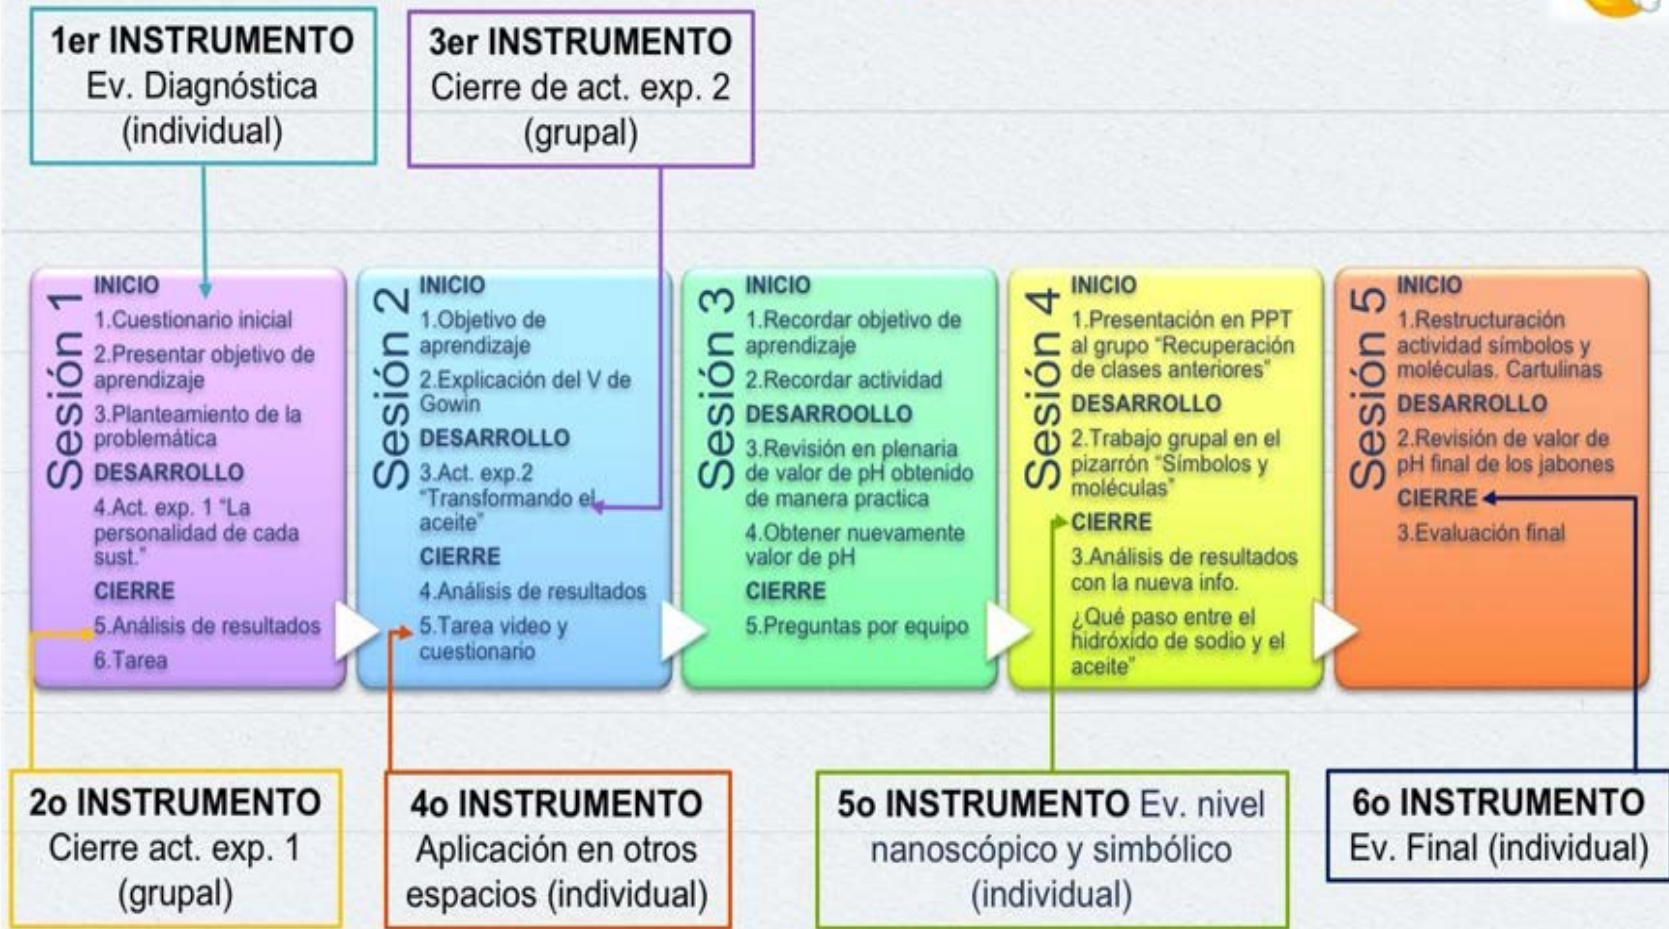 1er INSTRUMENTO
Ev. Diagnóstica
(individual)
3er INSTRUMENTO
Cierre de act. exp. 2
(grupal)
Sesión 1
INICIO
1.Cuestionario inicial
2.Presentar objetivo de
aprendizaje
3.Planteamiento de la
problemática
DESARROLLO
4.Act. exp. 1 “La
personalidad de cada
sust.”
CIERRE
5.Análisis de resultados
6.Tarea
Sesión 2
INICIO
1.Objetivo de
aprendizaje
2.Explicación del V de
Gowin
DESARROLLO
3.Act. exp.2
“Transformando el
aceite”
CIERRE
4.Análisis de resultados
5.Tarea video y
cuestionario
Sesión 3
INICIO
1.Recordar objetivo de
aprendizaje
2.Recordar actividad
DESARROOLLO
3.Revisión en plenaria
de valor de pH obtenido
de manera practica
4.Obtener nuevamente
valor de pH
CIERRE
5.Preguntas por equipo
Sesión 4
INICIO
1.Presentación en PPT
al grupo “Recuperación
de clases anteriores”
DESARROLLO
2.Trabajo grupal en el
pizarrón “Símbolos y
moléculas”
CIERRE
3.Análisis de resultados
con la nueva info.
¿Qué paso entre el
hidróxido de sodio y el
aceite”
Sesión 5
INICIO
1.Restructuración
actividad símbolos y
moléculas. Cartulinas
DESARROLLO
2.Revisión de valor de
pH final de los jabones
CIERRE
3.Evaluación final
2o INSTRUMENTO
Cierre act. exp. 1
(grupal)
4o INSTRUMENTO
Aplicación en otros
espacios (individual)
5o INSTRUMENTO Ev. nivel
nanoscópico y simbólico
(individual)
6o INSTRUMENTO
Ev. Final (individual)